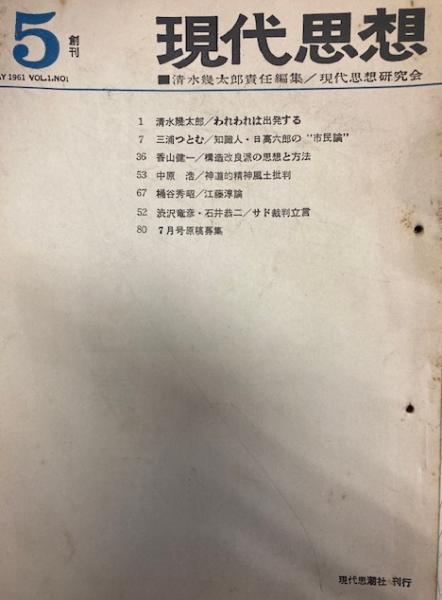 5 創刊 現代思想
AY 1961 VOL.1.NO1
■清水幾太郎責任編集/現代思想研究会
1 清水幾太郎/われわれは出発する
7 三浦つとむ/知識人・日高六郎の“市民論”
36 香山健一/構造改良派の思想と方法
53 中原 浩/神道的精神風土批判
67 桶谷秀昭/江藤淳論
52 渋沢竜彦・石井恭二/サド裁判立言
80 7月号原稿募集
現代思潮社 刊行